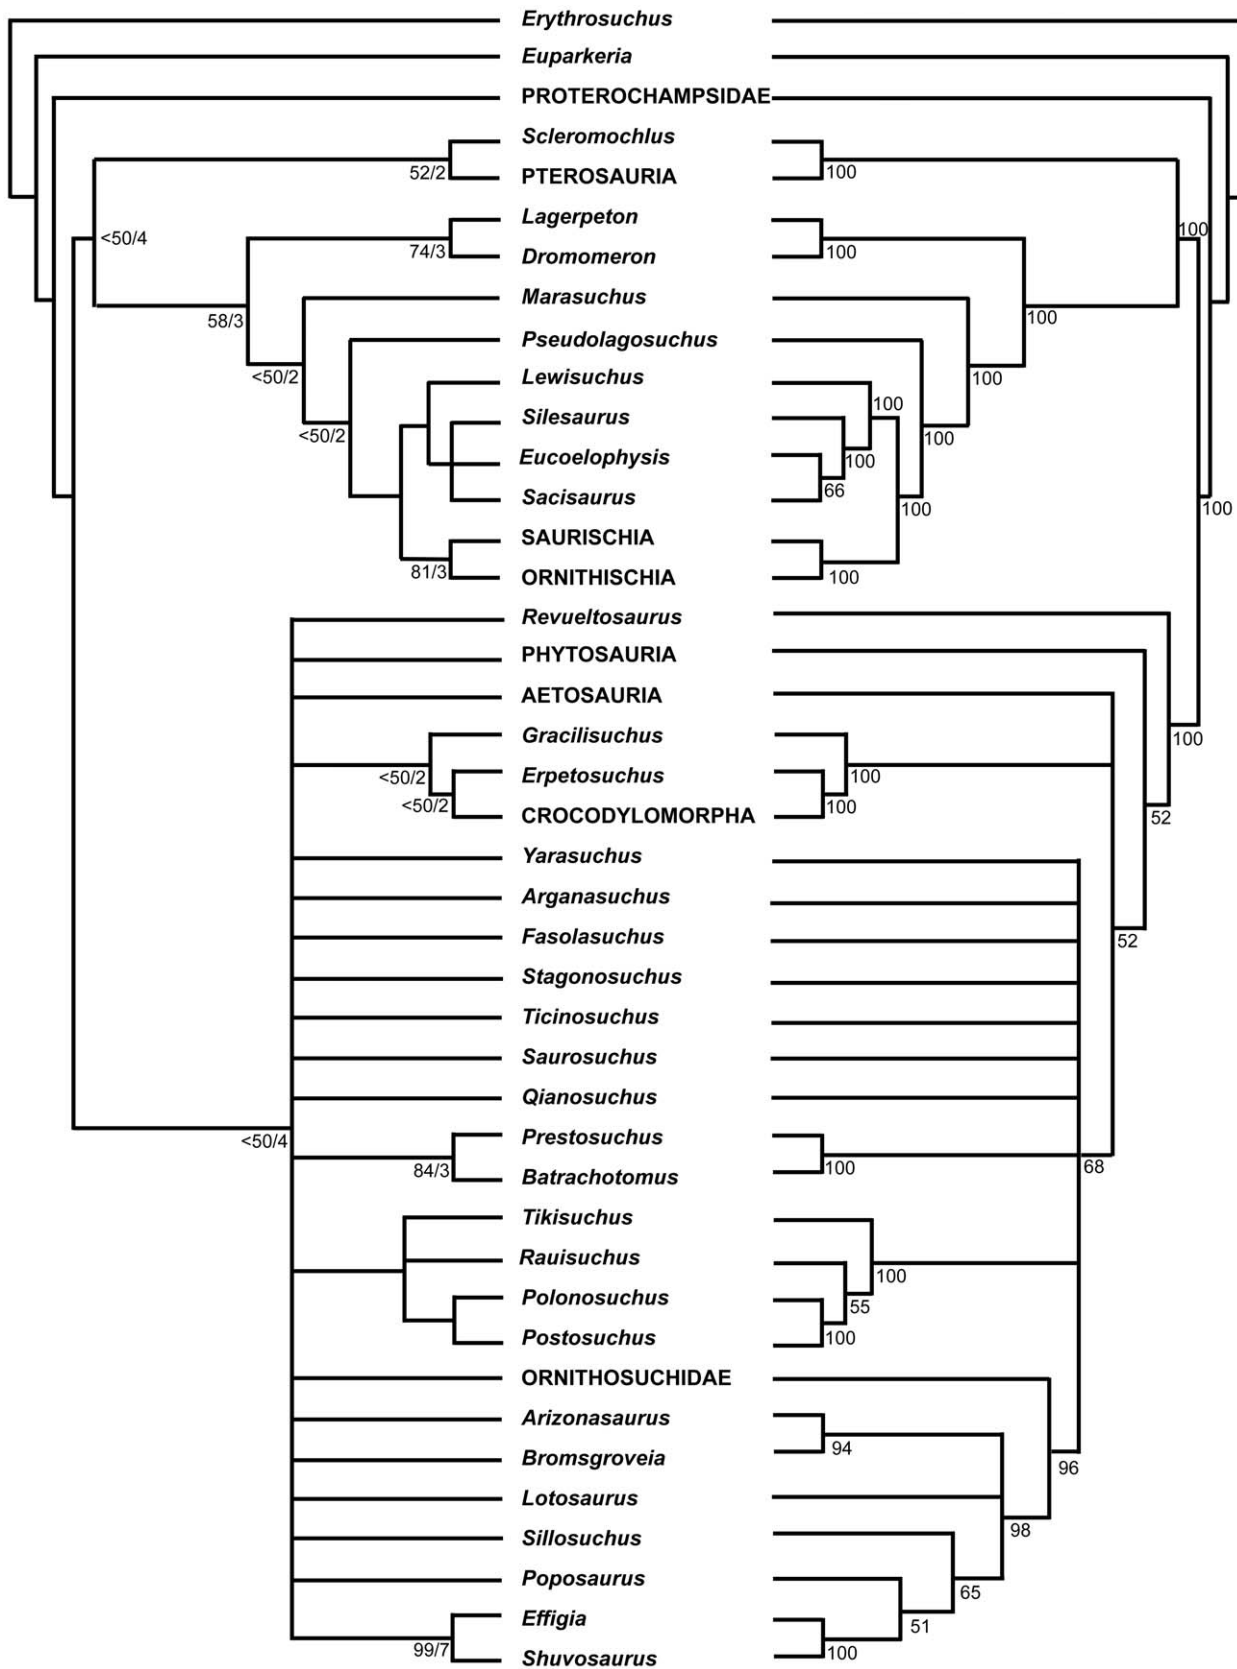 Erythrosuchus
Euparkeria
PROTEROCHAMPSIDAE
Scleromochlus
52/2
PTEROSAURIA
100
Lagerpeton
<50/4
100
74/3
Dromomeron
100
Marasuchus
58/3
100
Pseudolagosuchus
<50/2
100
Lewisuchus
100
Silesaurus
<50/2
100
Eucoelophysis
100
66
Sacisaurus
100
100
SAURISCHIA
81/3
ORNITHISCHIA
100
Revueltosaurus
PHYTOSAURIA
AETOSAURIA
Gracilisuchus
100
<50/2
Erpetosuchus
100
<50/2
CROCODYLOMORPHA
100
52
Yarasuchus
Arganasuchus
Fasolasuchus
52
Stagonosuchus
Ticinosuchus
Saurosuchus
Qianosuchus
<50/4
Prestosuchus
84/3
Batrachotomus
100
68
Tikisuchus
Rauisuchus
100
Polonosuchus
55
Postosuchus
100
ORNITHOSUCHIDAE
Arizonasaurus
94
Bromsgroveia
96
Lotosaurus
98
Sillosuchus
Poposaurus
65
Effigia
51
99/7
Shuvosaurus
100